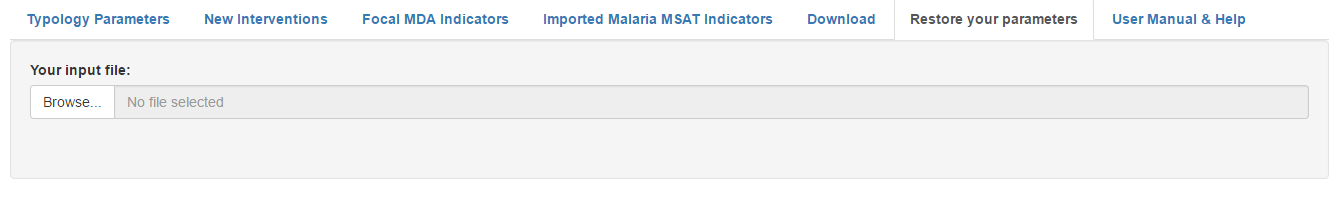 Typology Parameters New Interventions Focal MDA Indicators Imported Malaria MSAT Indicators Download Restore your parameters User Manual & Help
Your input file:
Browse... No file selected